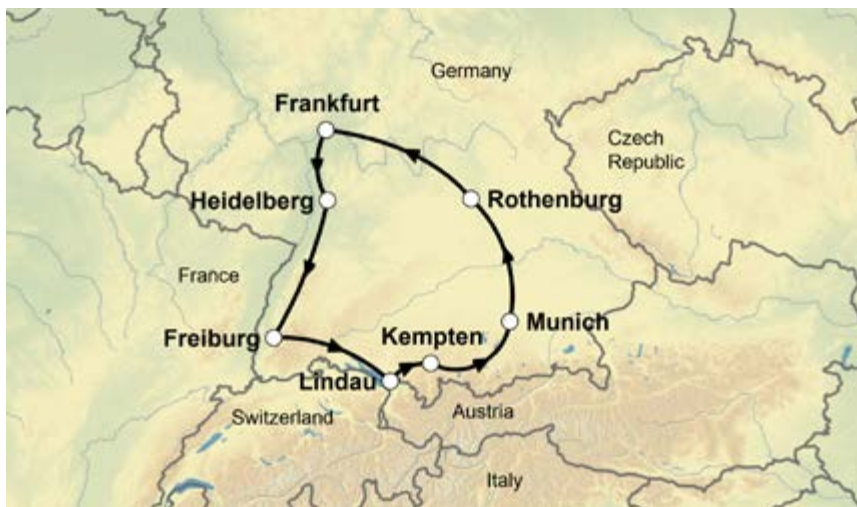 Germany
Frankfurt
Czech
Republic
Heidelberg
Rothenburg
France
Freiburg
Kempten
Munich
Lindau
Switzerland
Austria
Italy